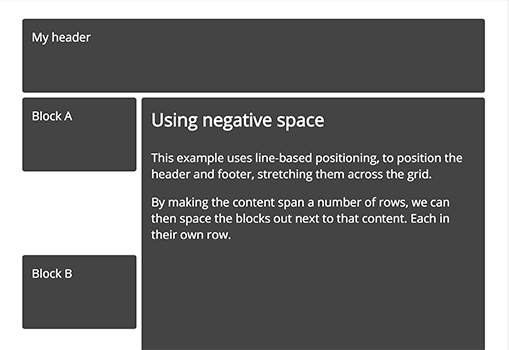 My header
Block A
Using negative space
This example uses line-based positioning, to position the
header and footer, stretching them across the grid.
By making the content span a number of rows, we can
then space the blocks out next to that content. Each in
their own row.
Block B